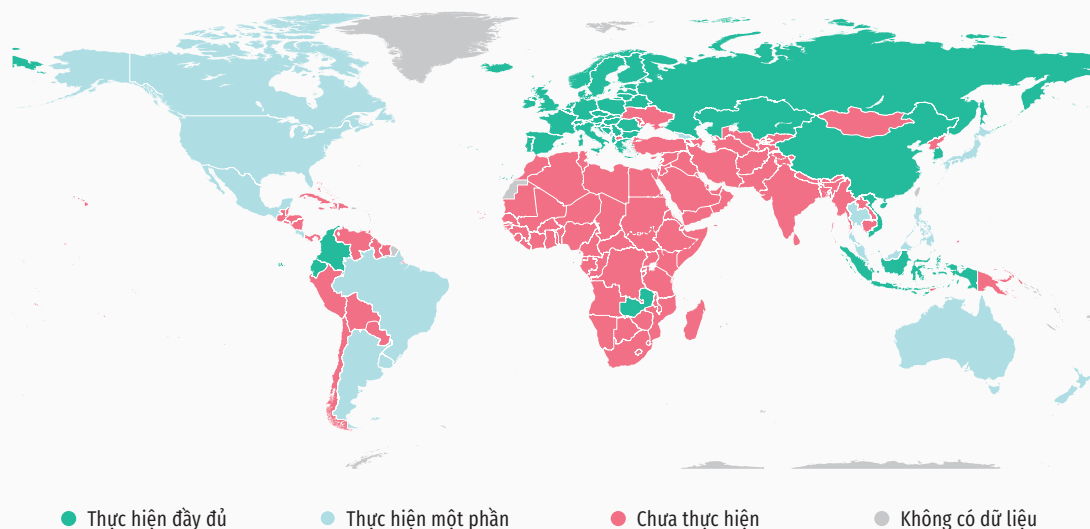 Thực hiện đầy đủ
Thực hiện một phần
Chưa thực hiện
Không có dữ liệu